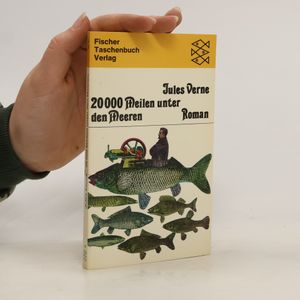 Fischer
Taschenbuch
Verlag
Jules Verne
20000 Meilen unter
den Meeren Roman